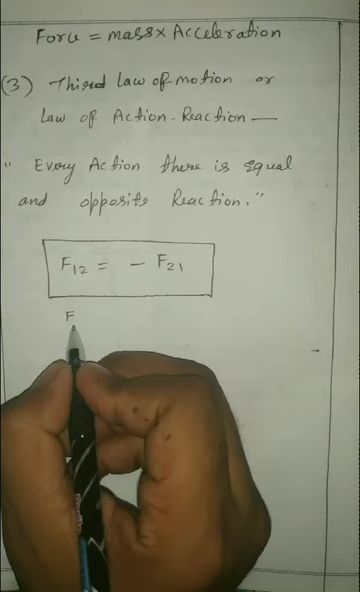 Force = mass × Acceleration
(3) Third Law of motion or
Law of Action-Reaction —
" Every Action there is equal
and opposite Reaction."
F₁₂ = - F₂₁
F